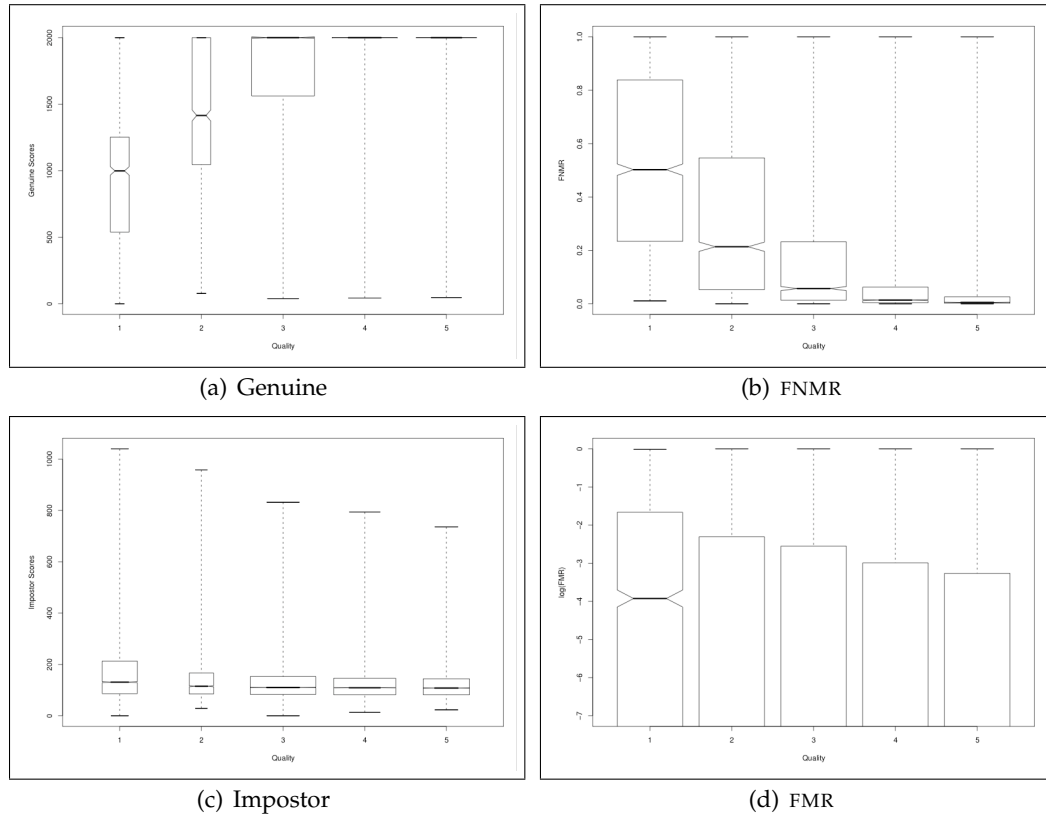 2000
1500
1000
500
0
Genuine Scores
1 2 3 4 5
Quality
(a) Genuine
1.0
0.8
0.6
0.4
0.2
0.0
FNMR
1 2 3 4 5
Quality
(b) FNMR
1000
800
600
400
200
0
Impostor Scores
1 2 3 4 5
Quality
(c) Impostor
0
-1
-2
-3
-4
-5
-6
-7
log(FMR)
1 2 3 4 5
Quality
(d) FMR